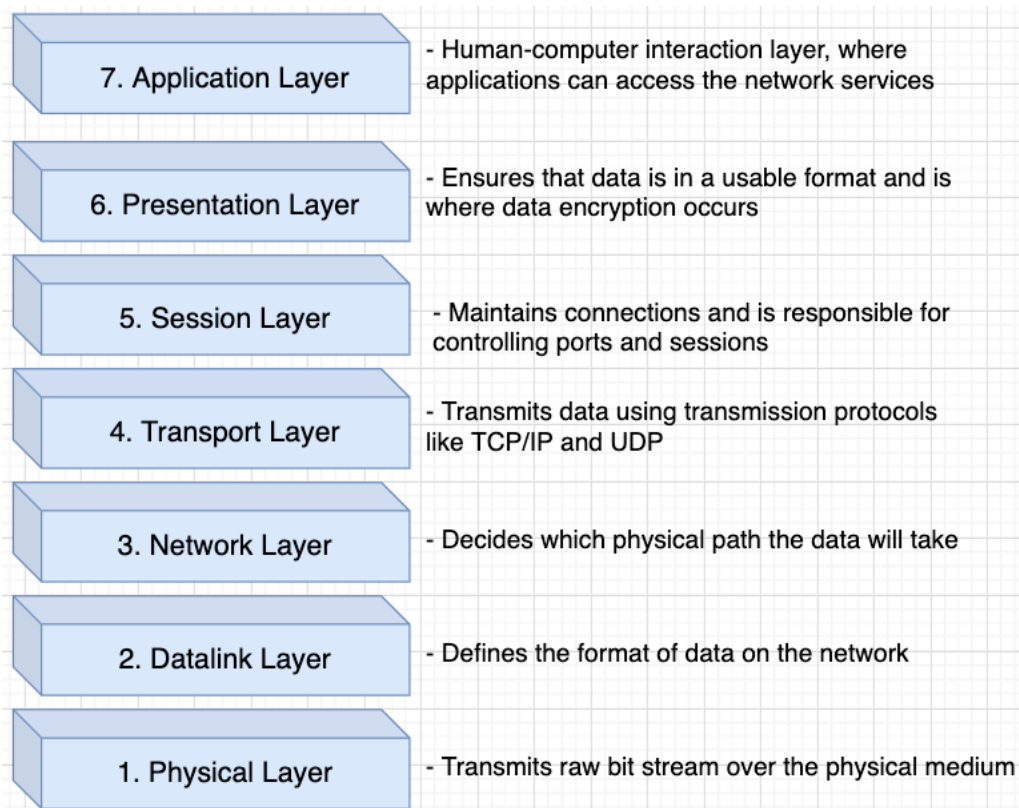 7. Application Layer
- Human-computer interaction layer, where
applications can access the network services
6. Presentation Layer
- Ensures that data is in a usable format and is
where data encryption occurs
5. Session Layer
- Maintains connections and is responsible for
controlling ports and sessions
4. Transport Layer
- Transmits data using transmission protocols
like TCP/IP and UDP
3. Network Layer
- Decides which physical path the data will take
2. Datalink Layer
- Defines the format of data on the network
1. Physical Layer
- Transmits raw bit stream over the physical medium